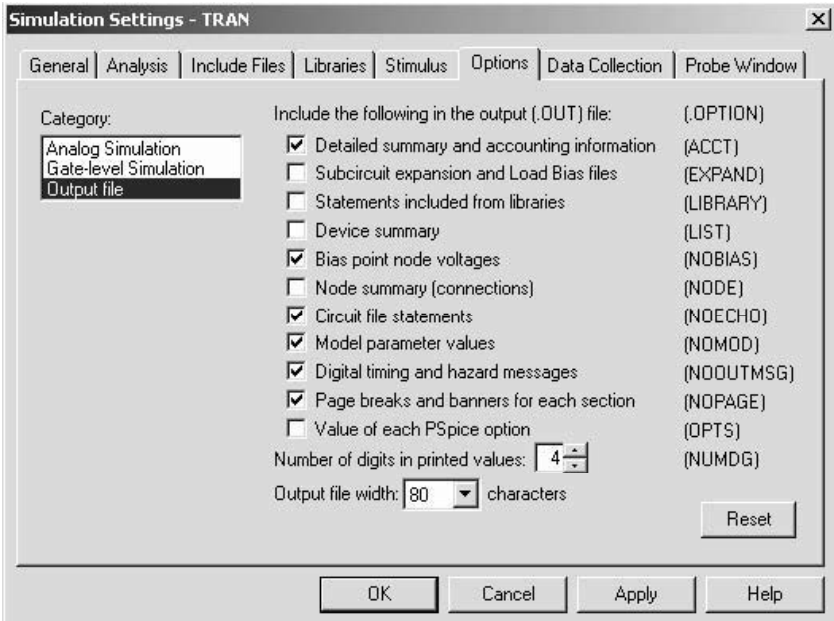 Simulation Settings - TRAN
General Analysis Include Files Libraries Stimulus Options Data Collection Probe Window
Category:
Analog Simulation
Gate-level Simulation
Output file
Include the following in the output (.OUT) file: (.OPTION)
Detailed summary and accounting information (ACCT)
Subcircuit expansion and Load Bias files (EXPAND)
Statements included from libraries (LIBRARY)
Device summary (LIST)
Bias point node voltages (NOBIAS)
Node summary (connections) (NODE)
Circuit file statements (NOECHO)
Model parameter values (NOMOD)
Digital timing and hazard messages (NOOUTMSG)
Page breaks and banners for each section (NOPAGE)
Value of each PSpice option (OPTS)
Number of digits in printed values: 4 (NUMDG)
Output file width: 80 characters
Reset
OK Cancel Apply Help